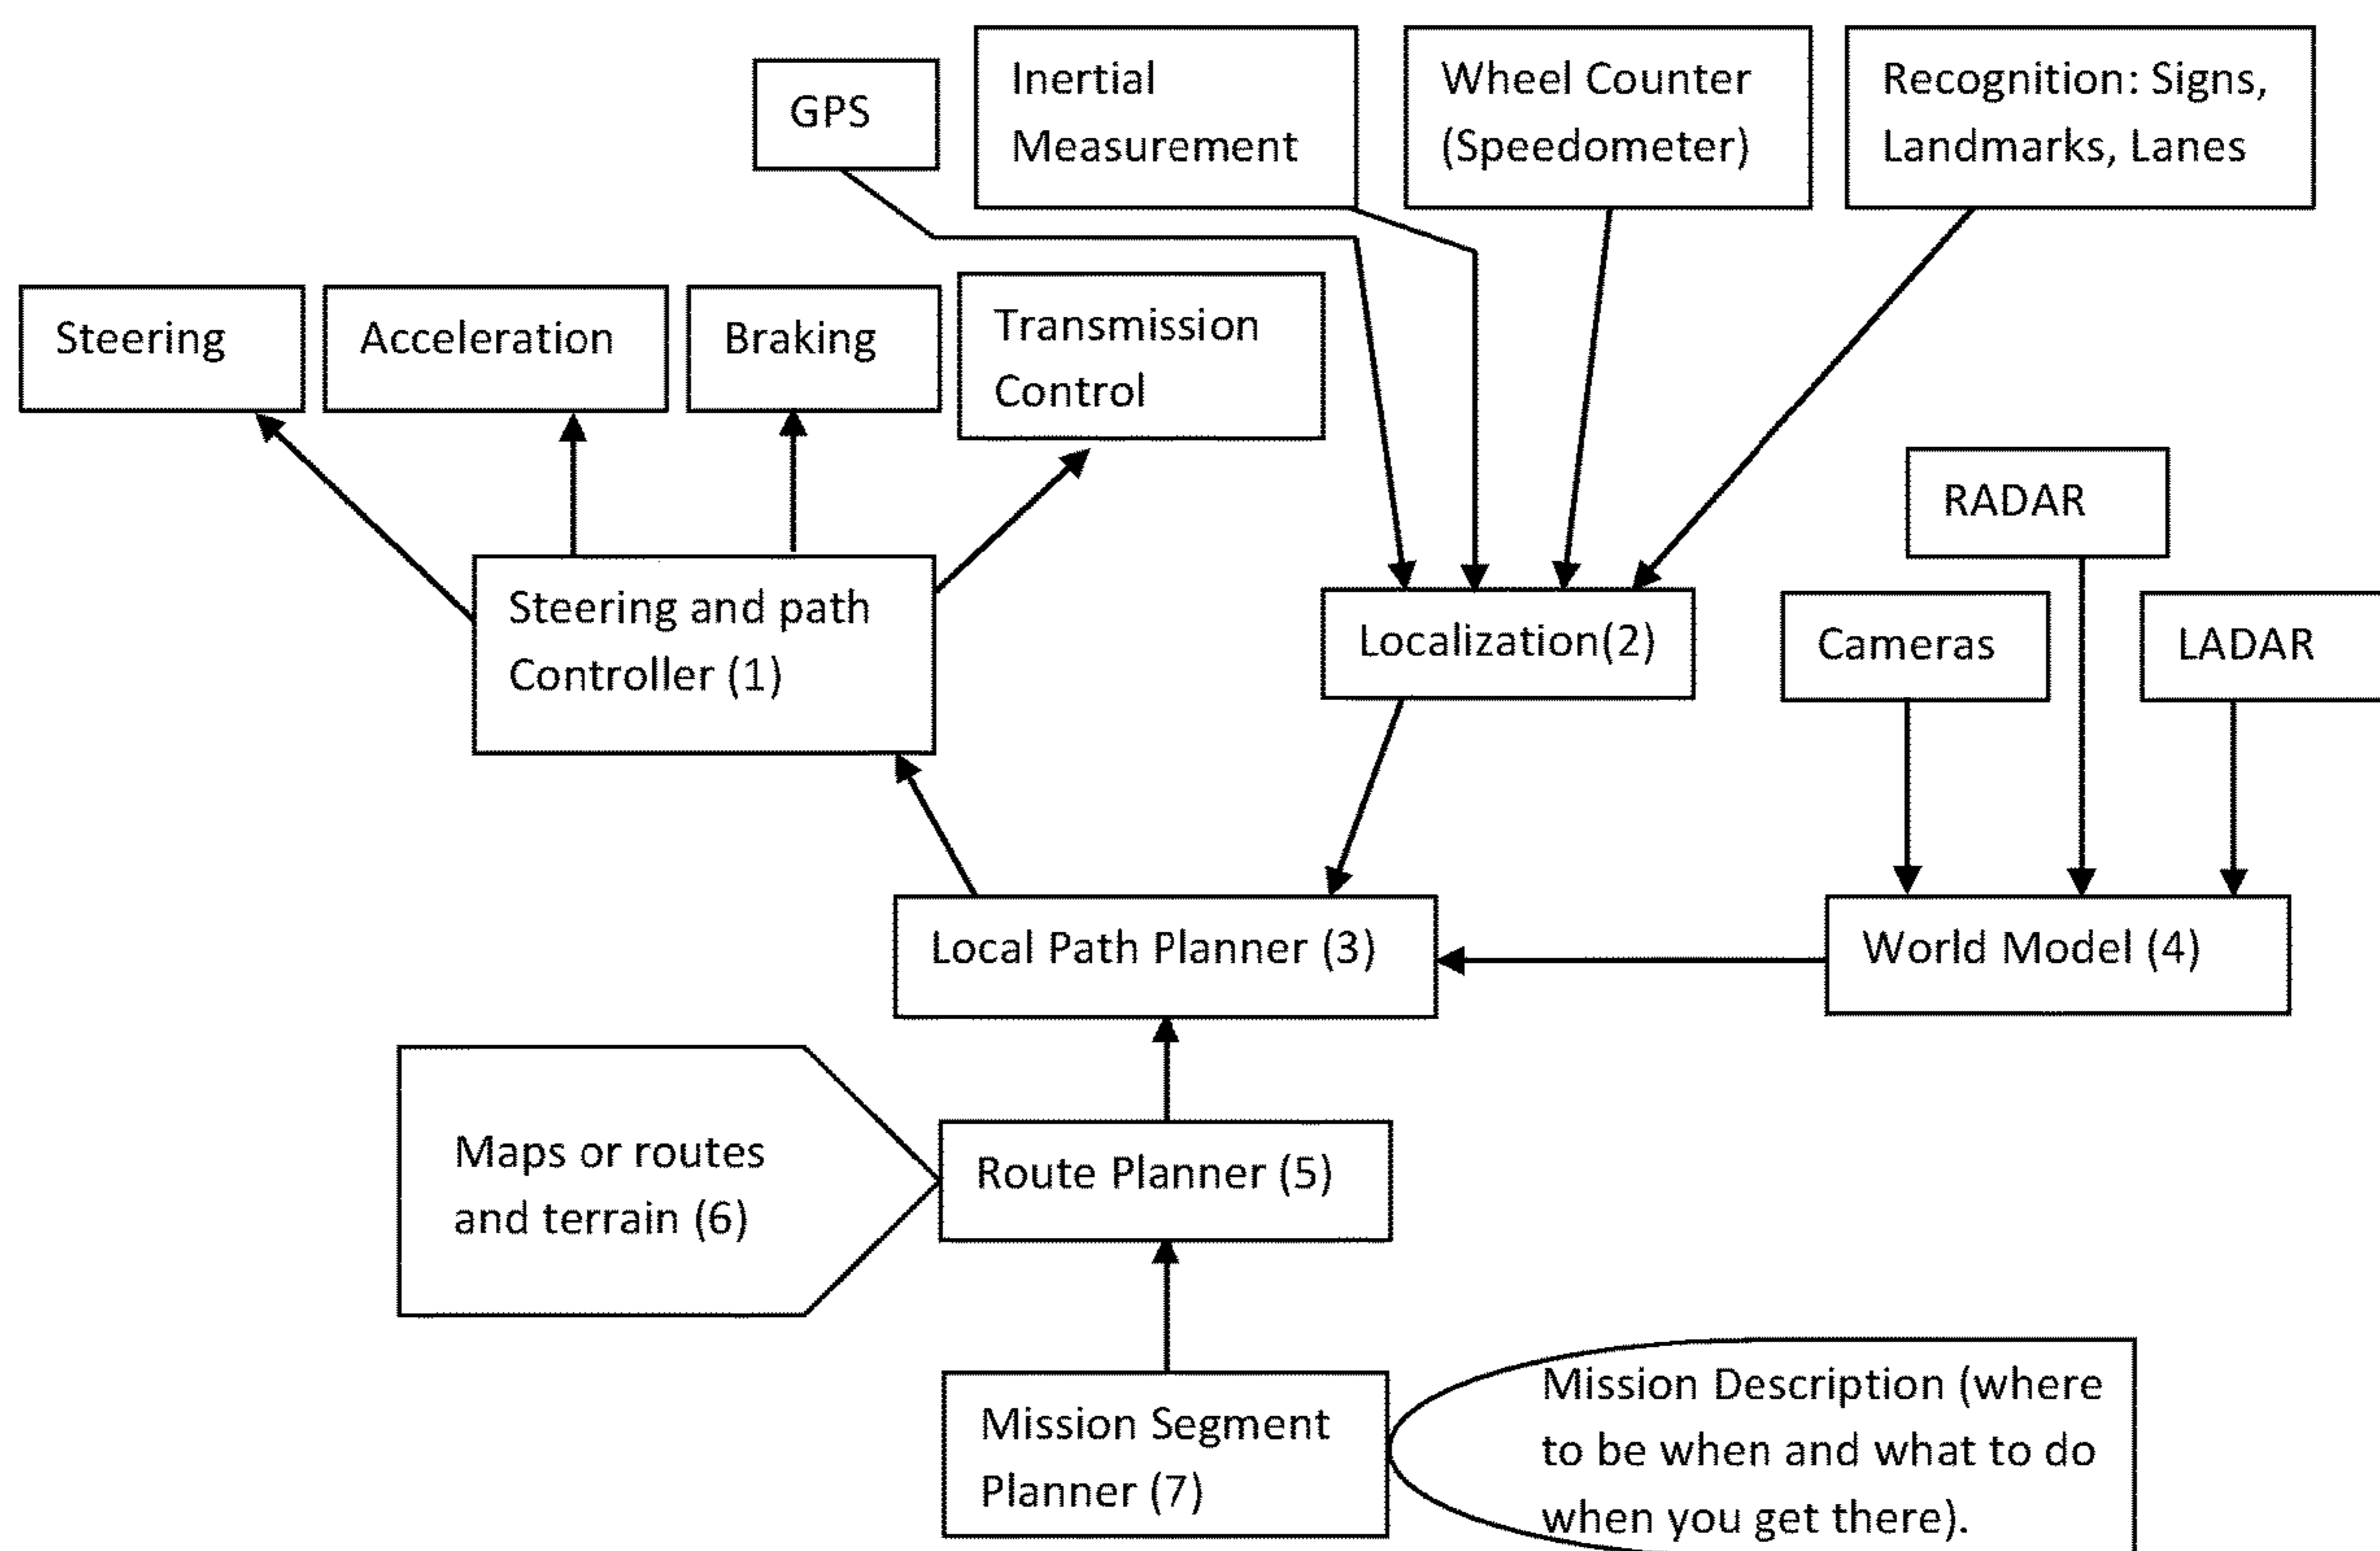 GPS
Inertial
Measurement
Wheel Counter
(Speedometer)
Recognition: Signs,
Landmarks, Lanes
Steering
Acceleration
Braking
Transmission
Control
RADAR
Steering and path
Controller (1)
Localization(2)
Cameras
LADAR
Local Path Planner (3)
World Model (4)
Maps or routes
and terrain (6)
Route Planner (5)
Mission Segment
Planner (7)
Mission Description (where
to be when and what to do
when you get there).